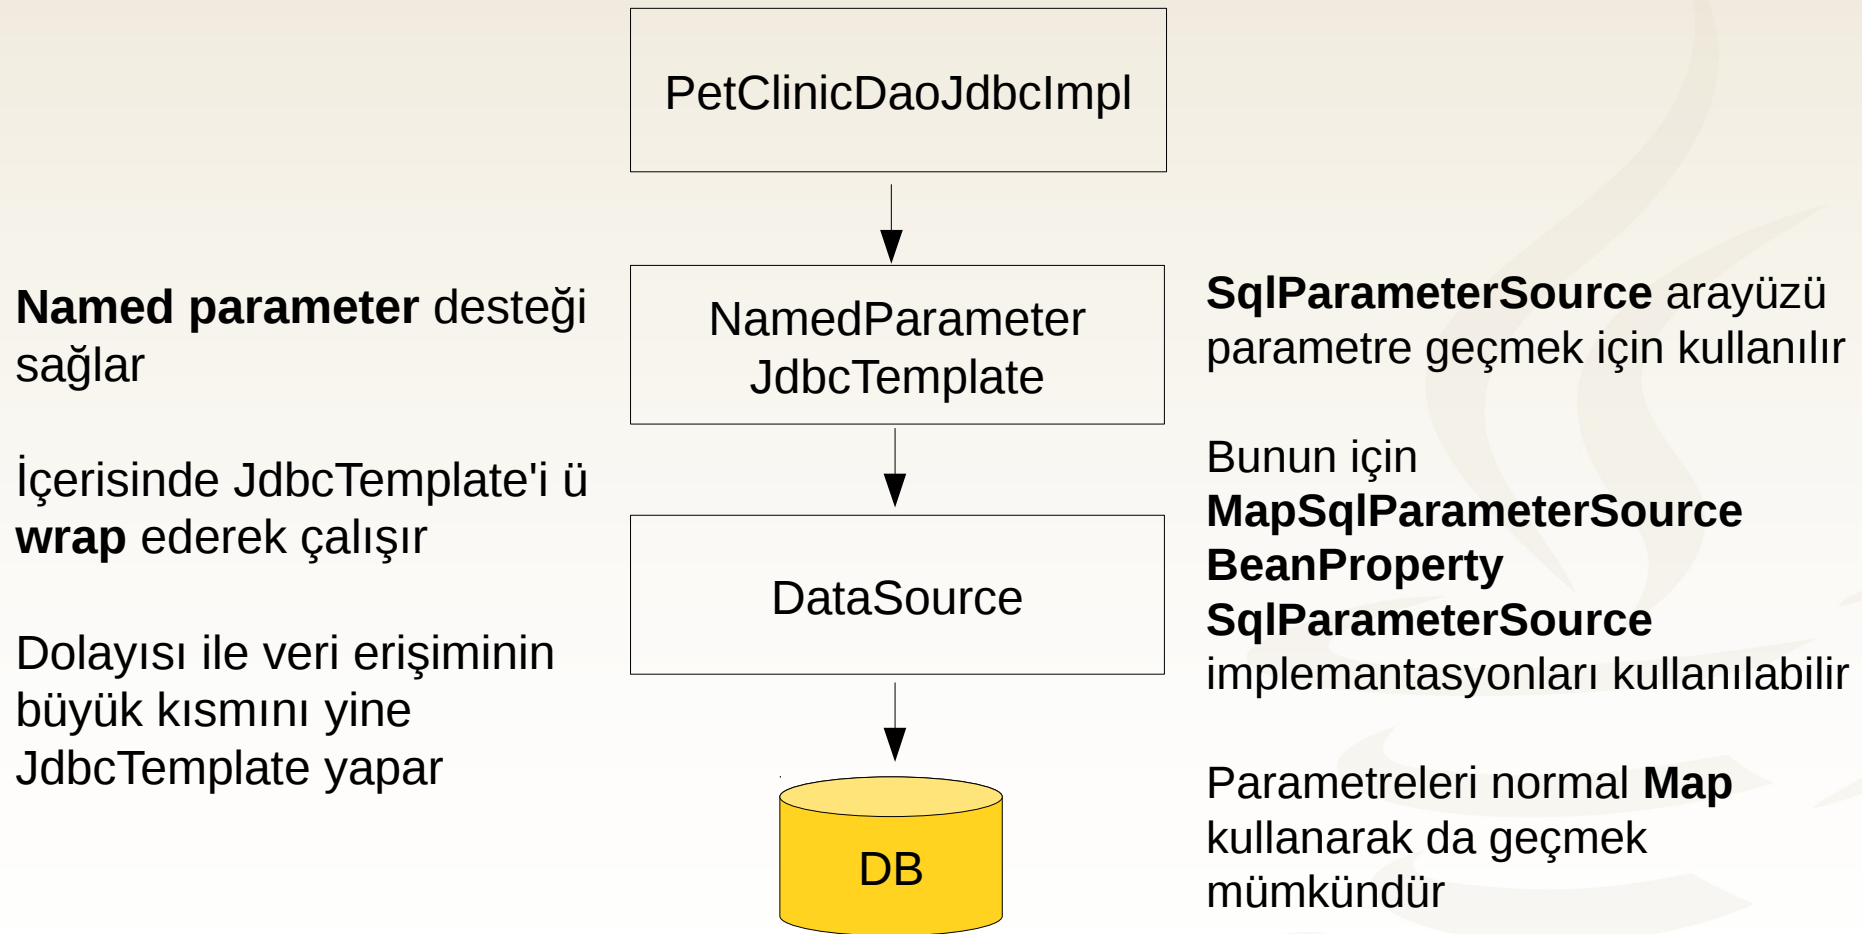 PetClinicDaoJdbcImpl
Named parameter desteği
sağlar
İçerisinde JdbcTemplate'i ü
wrap ederek çalışır
Dolayısı ile veri erişiminin
büyük kısmını yine
JdbcTemplate yapar
NamedParameter
JdbcTemplate
DataSource
DB
SqlParameterSource arayüzü
parametre geçmek için kullanılır
Bunun için
MapSqlParameterSource
BeanProperty
SqlParameterSource
implemantasyonları kullanılabilir
Parametreleri normal Map
kullanarak da geçmek
mümkündür